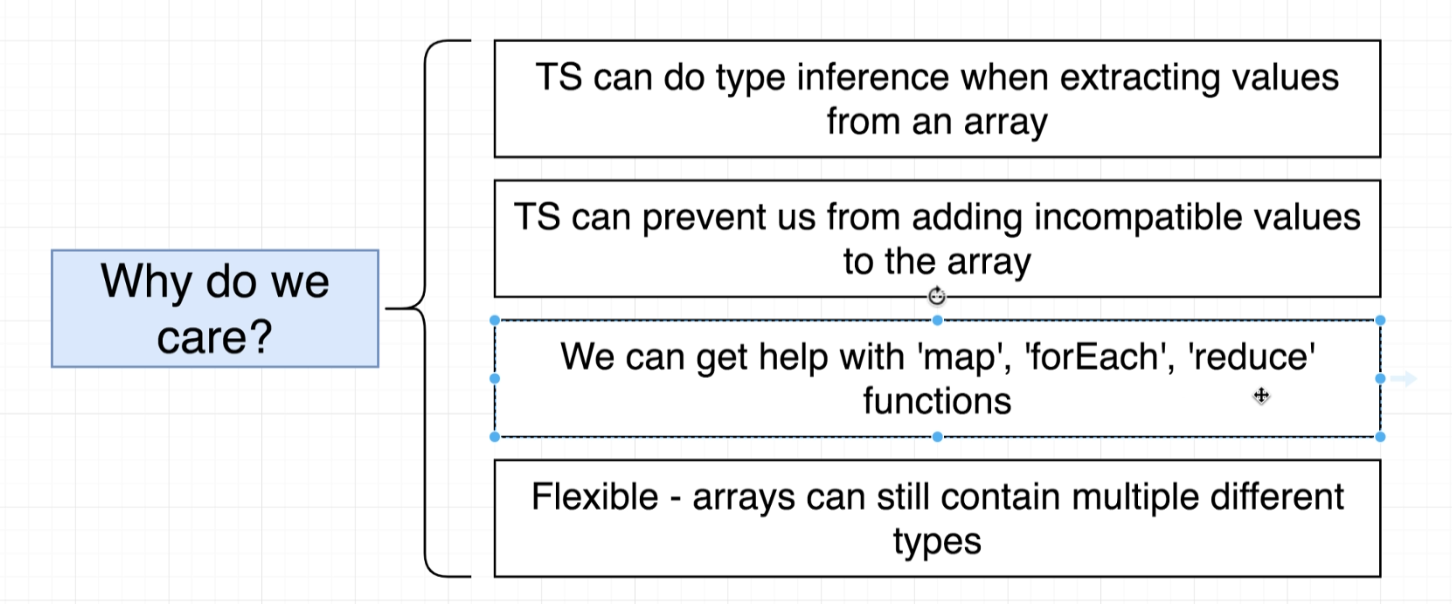 Why do we
care?
TS can do type inference when extracting values
from an array
TS can prevent us from adding incompatible values
to the array
We can get help with 'map', 'forEach', 'reduce'
functions
Flexible - arrays can still contain multiple different
types